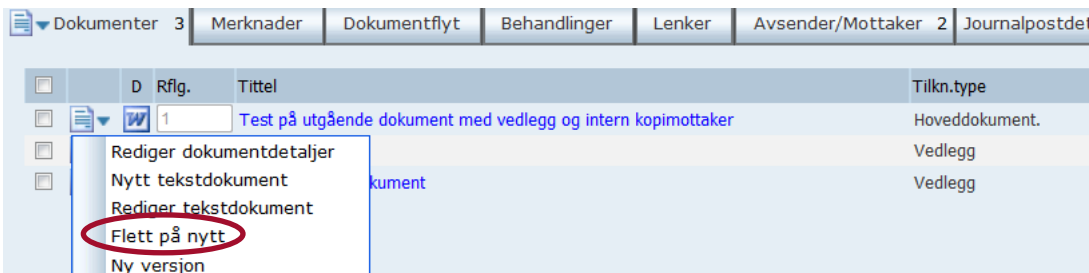 Dokumenter 3 Merknader Dokumentflyt Behandlinger Lenker Avsender/Mottaker 2 Journalpostdet
D Rflg. Tittel Tilkn.type
W 1 Test på utgående dokument med vedlegg og intern kopimottaker Hoveddokument.
Rediger dokumentdetaljer Vedlegg
Nytt tekstdokument kument Vedlegg
Rediger tekstdokument
Flett på nytt
Ny versjon